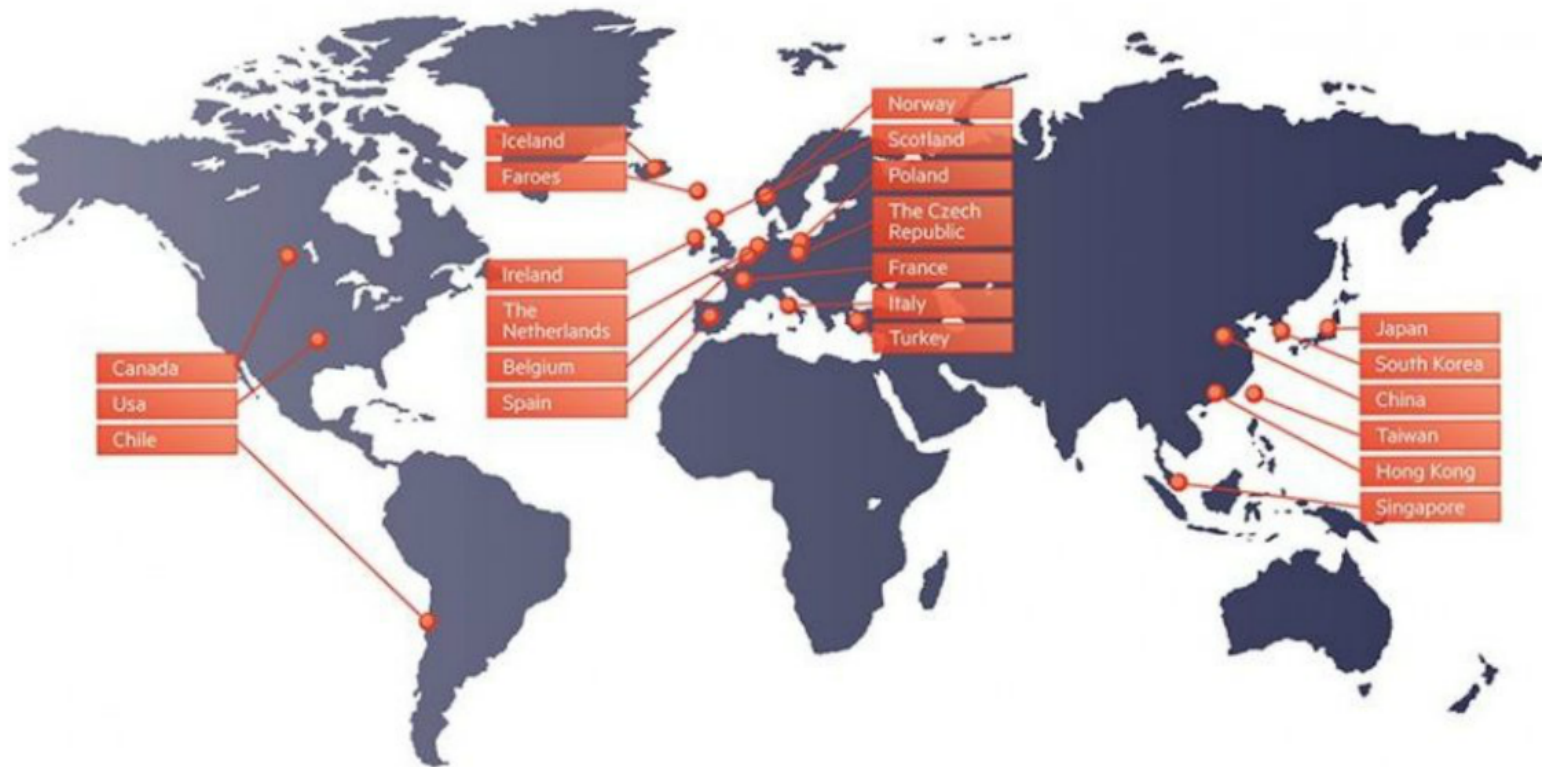 Norway
Iceland
Scotland
Faroes
Poland
The Czech
Republic
Ireland
France
The
Netherlands
Italy
Turkey
Japan
Canada
Belgium
South Korea
Usa
Spain
China
Chile
Taiwan
Hong Kong
Singapore